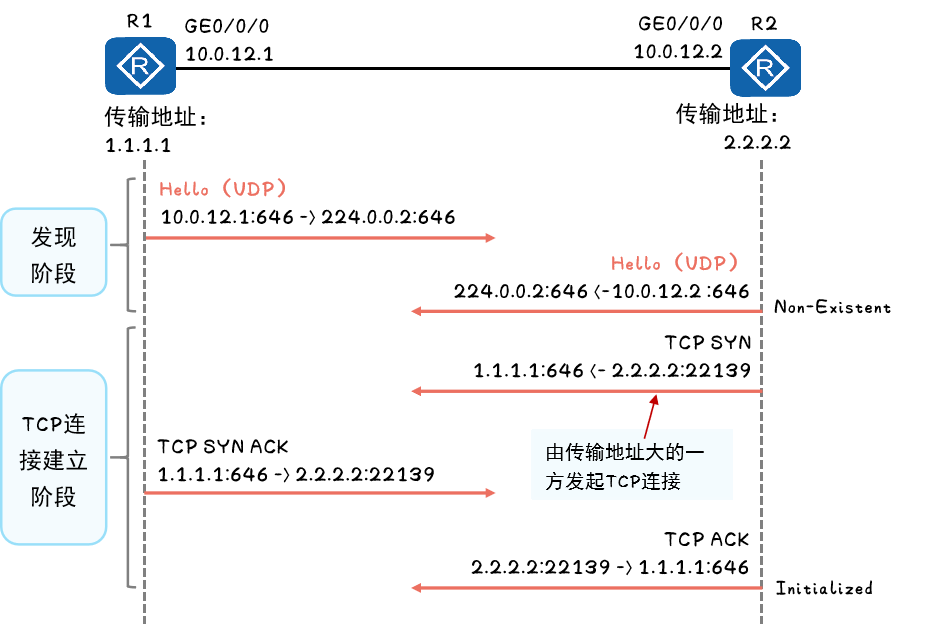 R1
GE0/0/0
10.0.12.1
GE0/0/0
10.0.12.2
R2
R
R
传输地址：
1.1.1.1
传输地址：
2.2.2.2
发现
阶段
Hello（UDP）
10.0.12.1:646 -> 224.0.0.2:646
Hello（UDP）
224.0.0.2:646 <-10.0.12.2 :646
Non-Existent
TCP SYN
1.1.1.1:646 <- 2.2.2.2:22139
由传输地址大的一
方发起TCP连接
TCP连
接建立
阶段
TCP SYN ACK
1.1.1.1:646 -> 2.2.2.2:22139
TCP ACK
2.2.2.2:22139 -> 1.1.1.1:646
Initialized